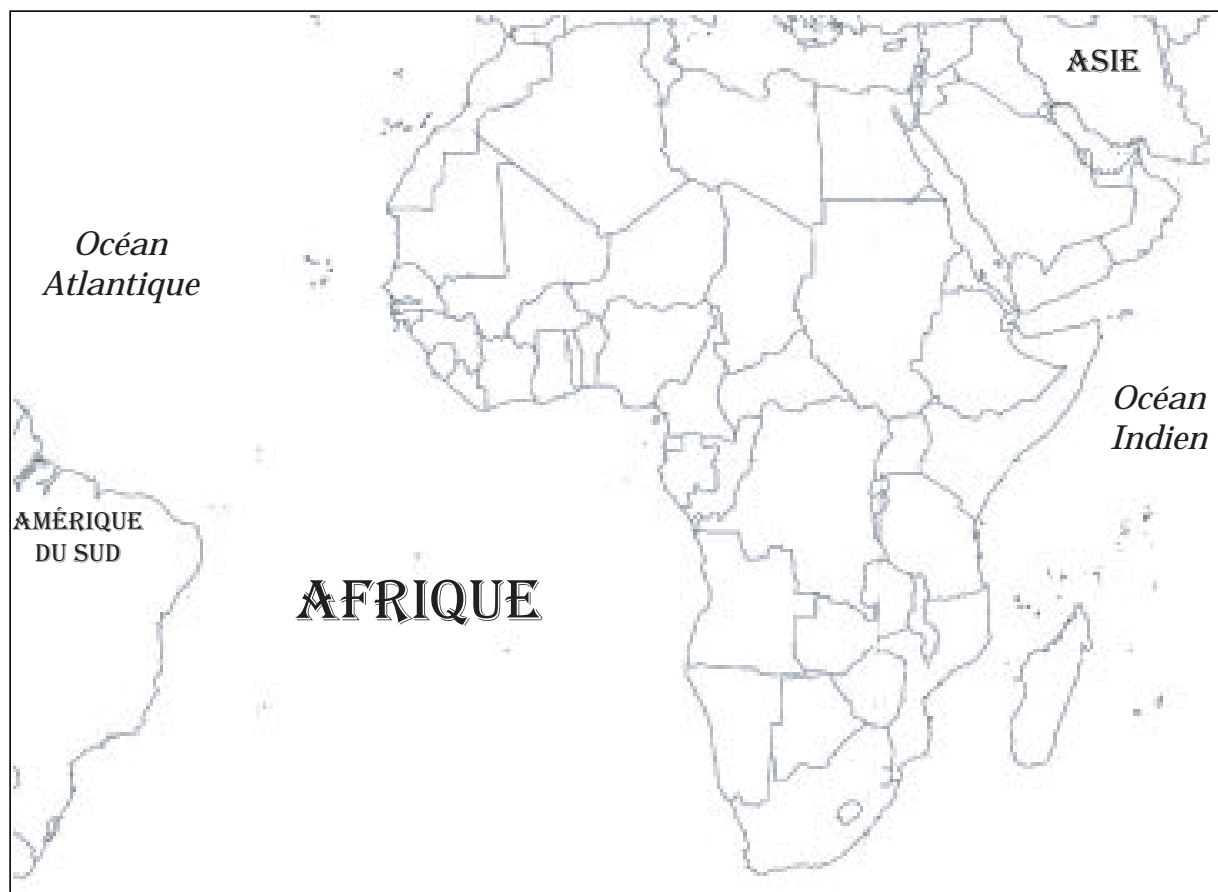 ASIE
Océan
Atlantique
Océan
Indien
AMÉRIQUE
DU SUD
AFRIQUE